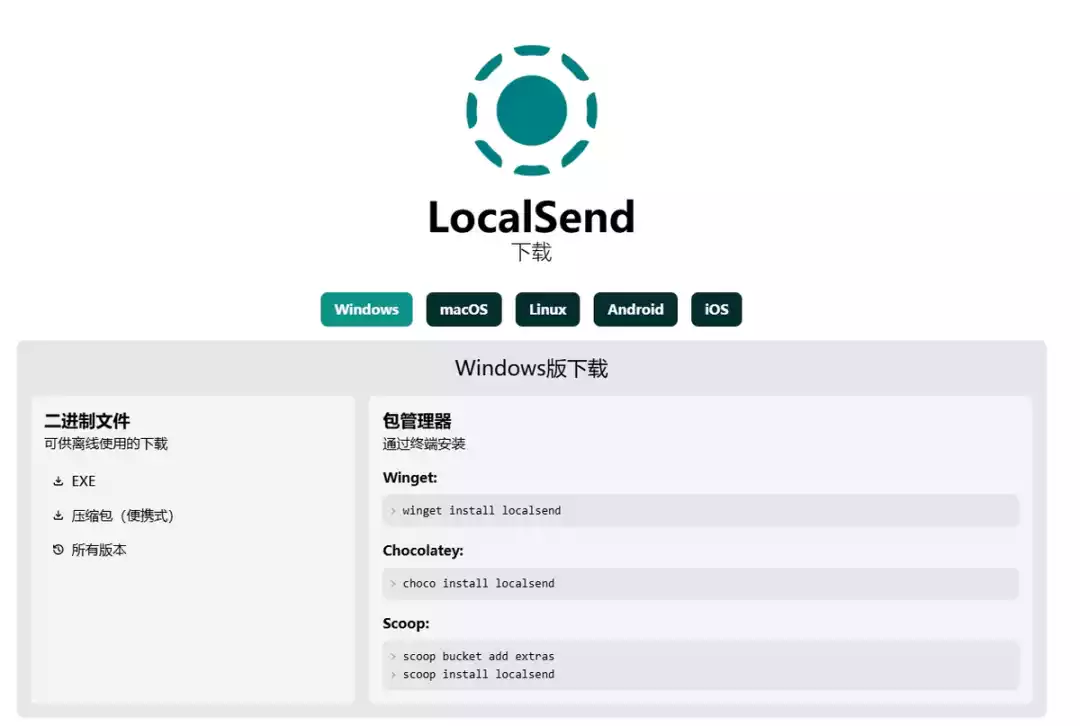 LocalSend
下载
Windows
macOS
Linux
Android
iOS
Windows版下载
二进制文件
可供离线使用的下载
EXE
压缩包（便携式）
所有版本
包管理器
通过终端安装
Winget:
> winget install localsend
Chocolatey:
> choco install localsend
Scoop:
> scoop bucket add extras
> scoop install localsend